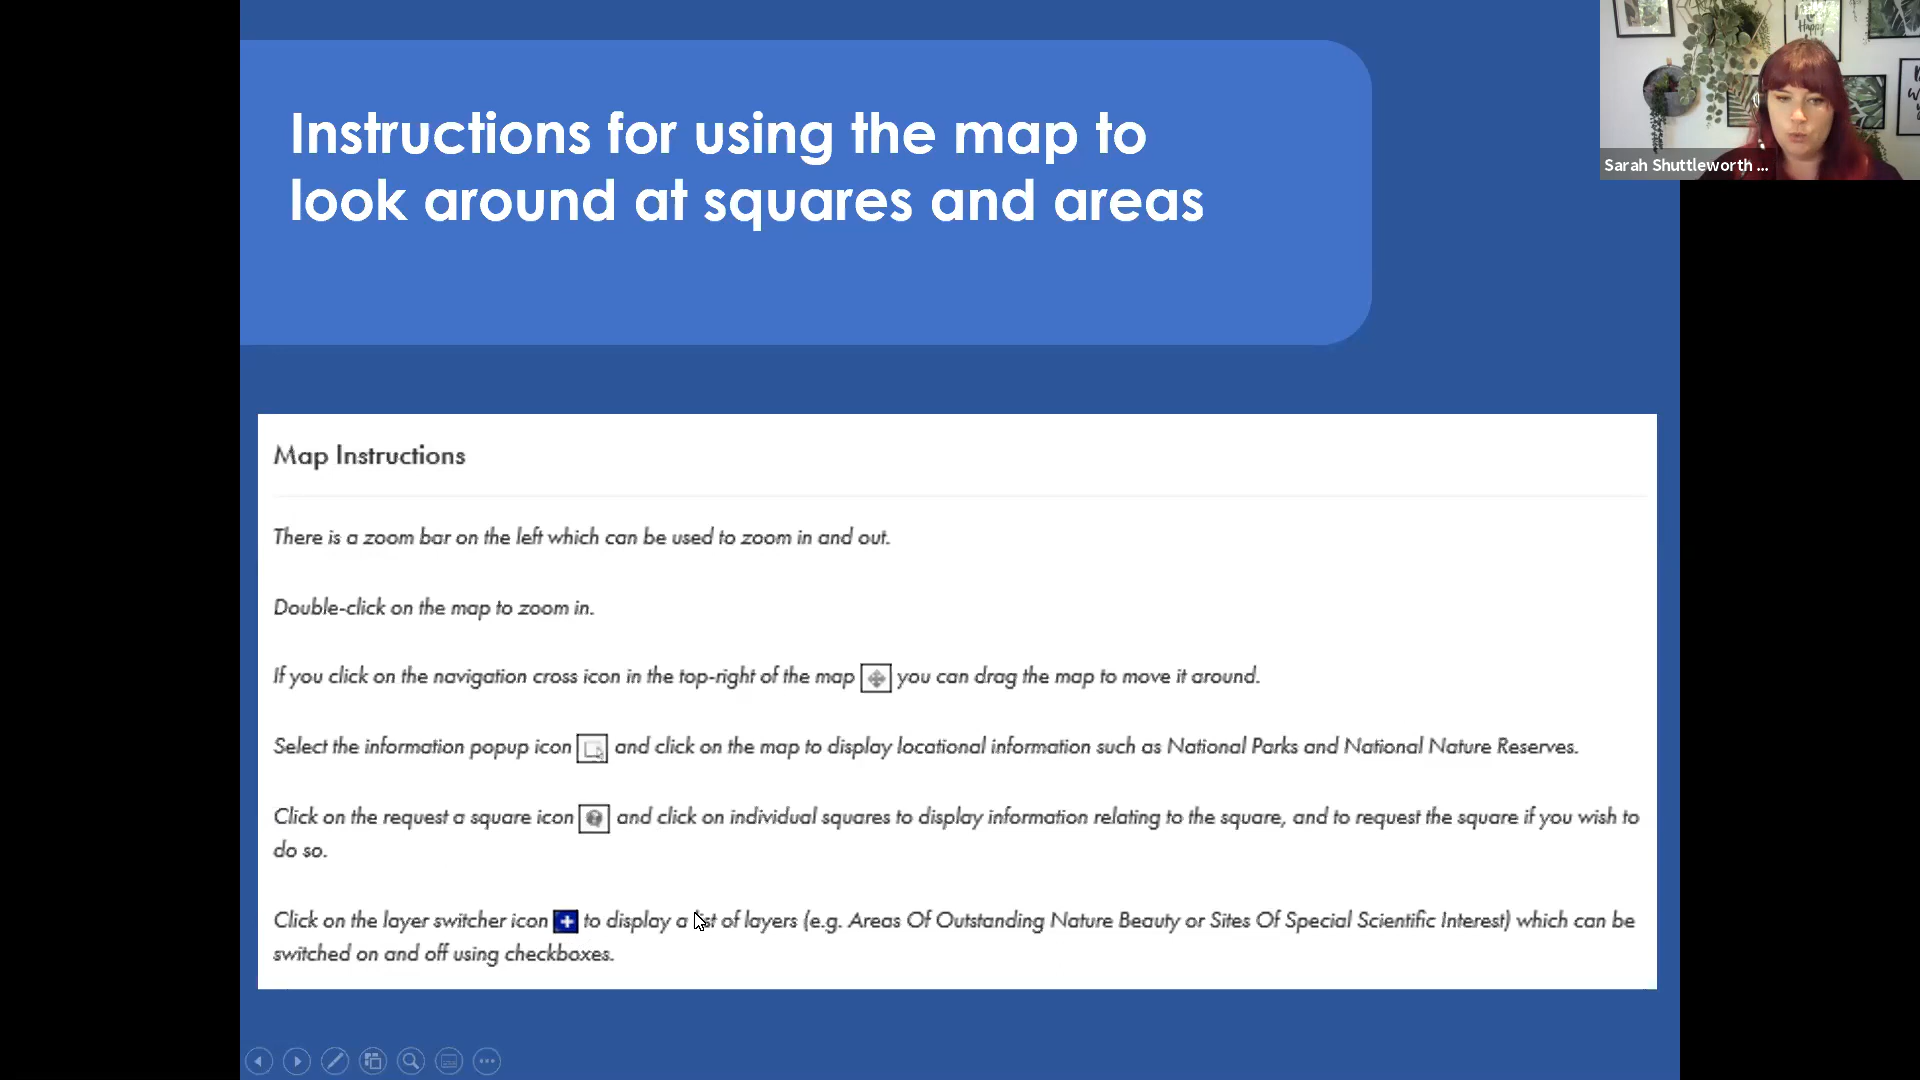 Instructions for using the map to
look around at squares and areas
Sarah Shuttleworth ...
Map Instructions
There is a zoom bar on the left which can be used to zoom in and out.
Double-click on the map to zoom in.
If you click on the navigation cross icon in the top-right of the map you can drag the map to move it around.
Select the information popup icon and click on the map to display locational information such as National Parks and National Nature Reserves.
Click on the request a square icon and click on individual squares to display information relating to the square, and to request the square if you wish to
do so.
Click on the layer switcher icon to display a list of layers (e.g. Areas Of Outstanding Nature Beauty or Sites Of Special Scientific Interest) which can be
switched on and off using checkboxes.